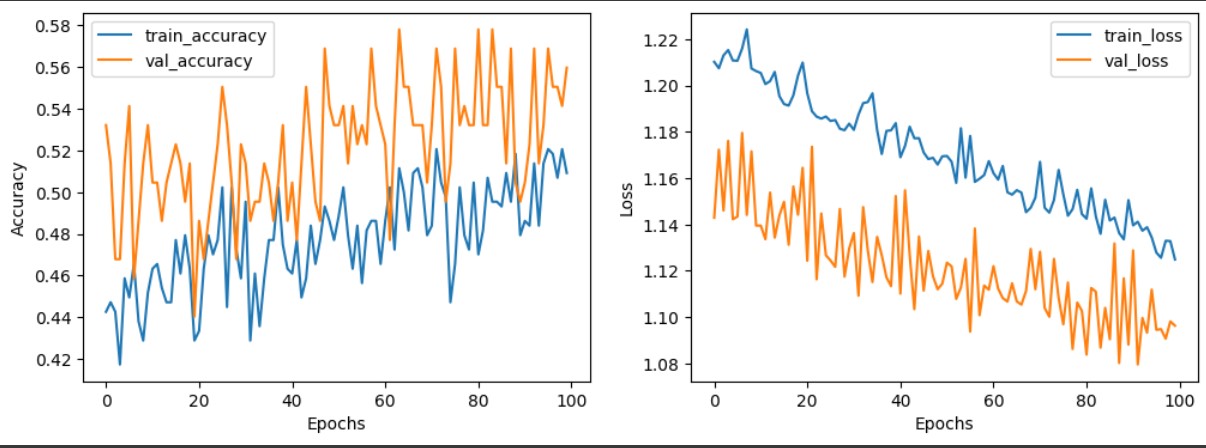 train_accuracy
val_accuracy
0.58
0.56
0.54
0.52
0.50
0.48
0.46
0.44
0.42
Accuracy
0 20 40 60 80 100
Epochs
train_loss
val_loss
1.22
1.20
1.18
1.16
1.14
1.12
1.10
1.08
Loss
0 20 40 60 80 100
Epochs